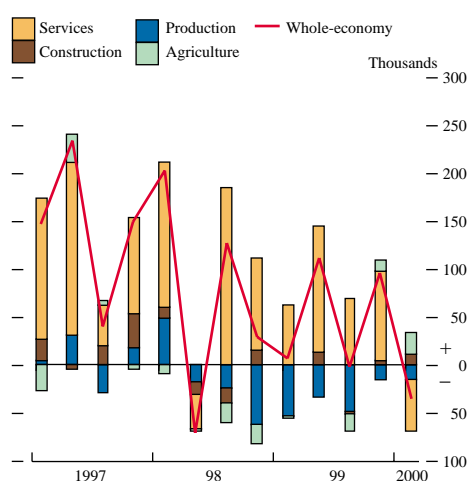 Services Production Whole-economy
Construction Agriculture
Thousands
300
250
200
150
100
50
+
0
−
50
100
1997 98 99 2000